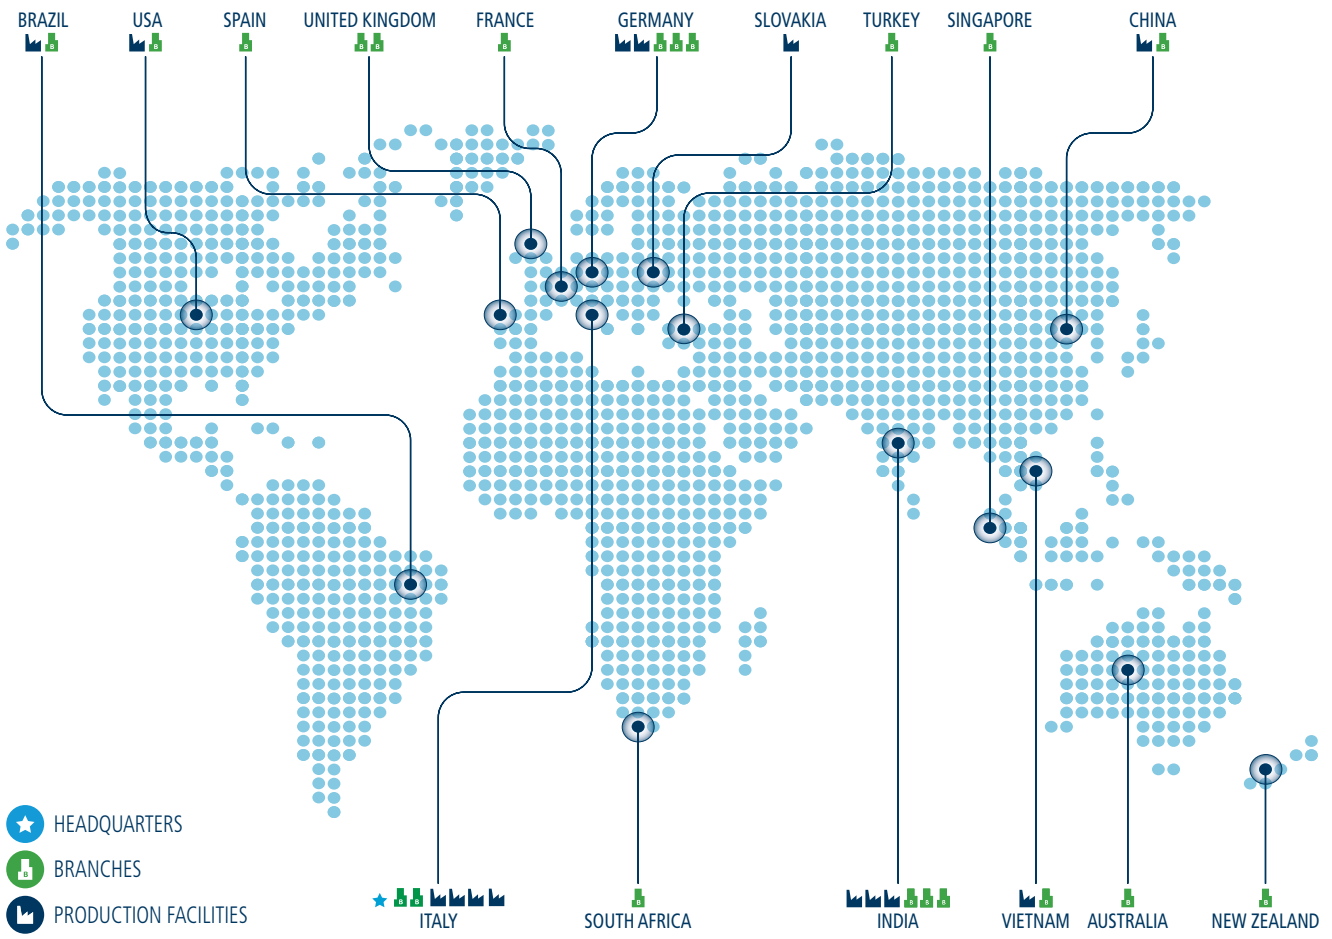 BRAZIL
USA
SPAIN
UNITED KINGDOM
FRANCE
GERMANY
SLOVAKIA
TURKEY
SINGAPORE
CHINA
B B B B B B B B B B B B
HEADQUARTERS
B BRANCHES
PRODUCTION FACILITIES
B B B B B B B B B
ITALY
SOUTH AFRICA
INDIA
VIETNAM
AUSTRALIA
NEW ZEALAND